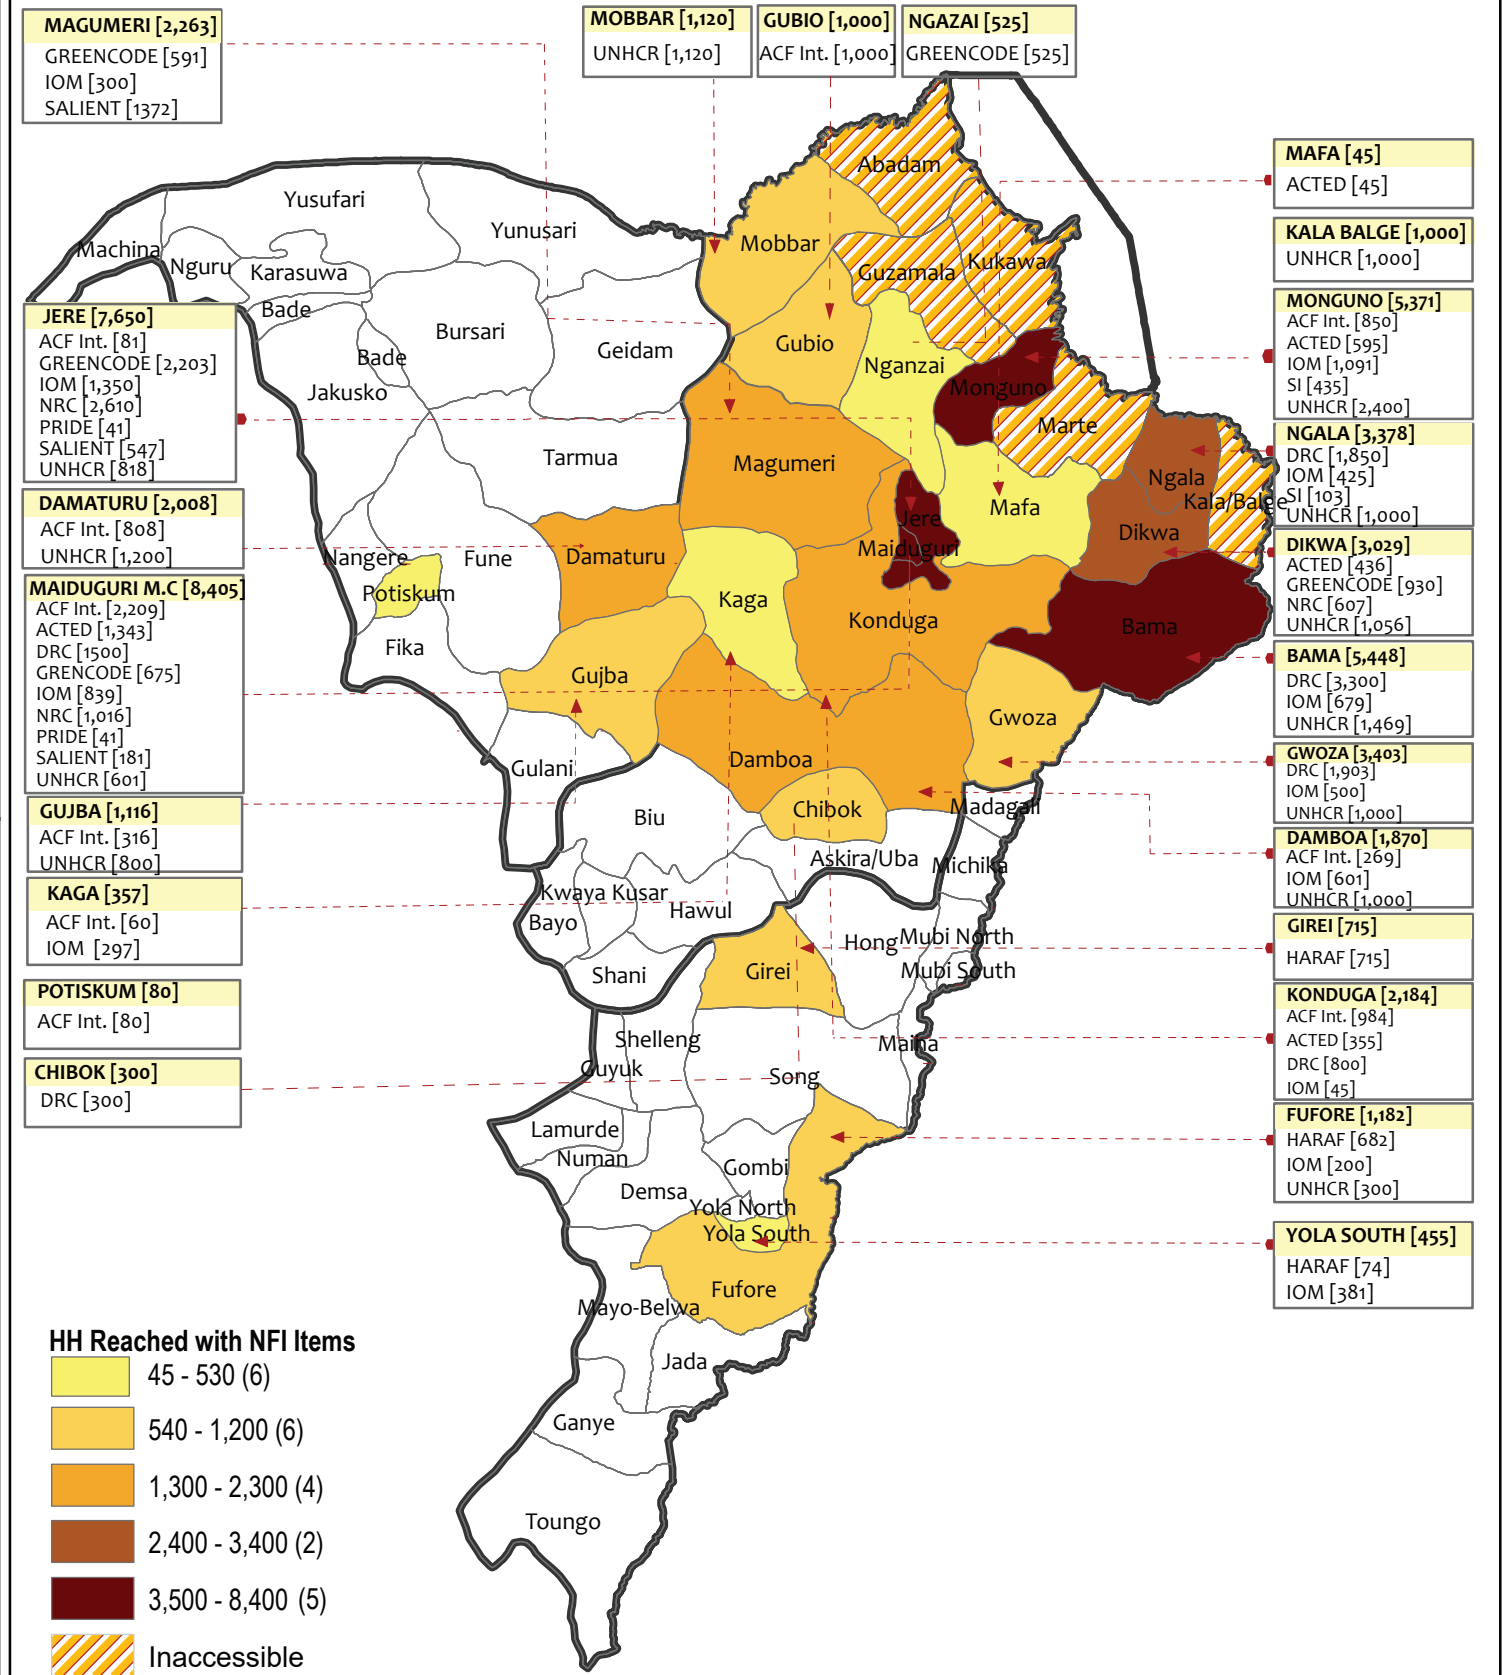 MAGUMERI [2,263]
GREENCODE [591]
IOM [300]
SALIENT [1372]
MOBBAR [1,120]
UNHCR [1,120]
GUBIO [1,000]
ACF Int. [1,000]
NGAZAI [525]
GREENCODE [525]
MAFA [45]
ACTED [45]
KALA BALGE [1,000]
UNHCR [1,000]
MONGUNO [5,371]
ACF Int. [850]
ACTED [595]
IOM [1,091]
SI [435]
UNHCR [2,400]
NGALA [3,378]
DRC [1,850]
IOM [425]
SI [103]
UNHCR [1,000]
DIKWA [3,029]
ACTED [436]
GREENCODE [930]
NRC [607]
UNHCR [1,056]
BAMA [5,448]
DRC [3,300]
IOM [679]
UNHCR [1,469]
GWOZA [3,403]
DRC [1,903]
IOM [500]
UNHCR [1,000]
DAMBOA [1,870]
ACF Int. [269]
IOM [601]
UNHCR [1,000]
GIREI [715]
HARAF [715]
KONDUGA [2,184]
ACF Int. [984]
ACTED [355]
DRC [800]
IOM [45]
FUFORE [1,182]
HARAF [682]
IOM [200]
UNHCR [300]
YOLA SOUTH [455]
HARAF [74]
IOM [381]
JERE [7,650]
ACF Int. [81]
GREENCODE [2,203]
IOM [1,350]
NRC [2,610]
PRIDE [41]
SALIENT [547]
UNHCR [818]
DAMATURU [2,008]
ACF Int. [808]
UNHCR [1,200]
MAIDUGURI M.C [8,405]
ACF Int. [2,209]
ACTED [1,343]
DRC [1500]
GRENCODE [675]
IOM [839]
NRC [1,016]
PRIDE [41]
SALIENT [181]
UNHCR [601]
GUJBA [1,116]
ACF Int. [316]
UNHCR [800]
KAGA [357]
ACF Int. [60]
IOM [297]
POTISKUM [80]
ACF Int. [80]
CHIBOK [300]
DRC [300]
Abadam
Yusufari
Yunusari
Machina
Nguru
Karasuwa
Bade
Mobbar
Guzamala
Kukawa
Bursari
Geidam
Bade
Jakusko
Gubio
Nganzai
Monguno
Marte
Tarmua
Magumeri
Ngala
Kala/Balge
Mafa
Jere
Maiduguri
Dikwa
Nangere
Fune
Damaturu
Potiskum
Kaga
Konduga
Bama
Fika
Gujba
Gwoza
Gulani
Damboa
Chibok
Madagali
Biu
Askira/Uba
Michika
Kwaya Kusar
Bayo
Hawul
Hong
Mubi North
Shani
Girei
Mubi South
Shelleng
Maiha
Guyuk
Song
Lamurde
Numan
Gombi
Demsa
Yola North
Yola South
Fufore
Mayo-Belwa
Jada
Ganye
Toungo
HH Reached with NFI Items
45 - 530 (6)
540 - 1,200 (6)
1,300 - 2,300 (4)
2,400 - 3,400 (2)
3,500 - 8,400 (5)
Inaccessible